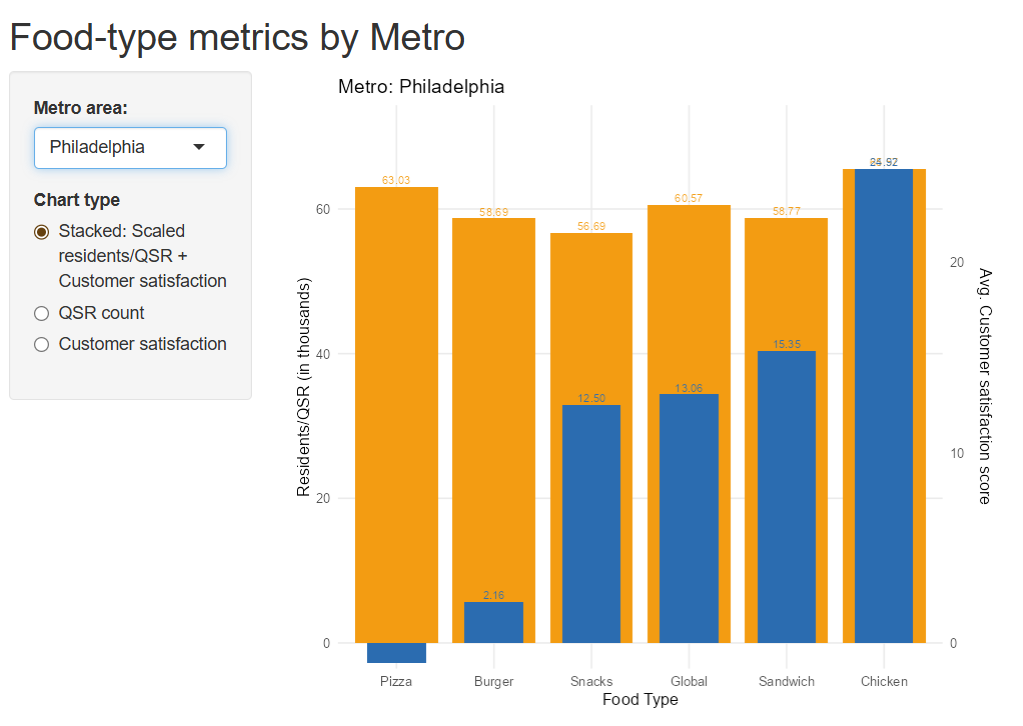 Food-type metrics by Metro
Metro area:
Philadelphia
Chart type
Stacked: Scaled
residents/QSR +
Customer satisfaction
QSR count
Customer satisfaction
Metro: Philadelphia
Residents/QSR (in thousands)
60
40
20
0
63.03
58.69
56.69
60.57
58.77
24.92
2.16
12.50
13.06
15.35
20
10
0
Avg. Customer satisfaction score
Pizza
Burger
Snacks
Global
Sandwich
Chicken
Food Type